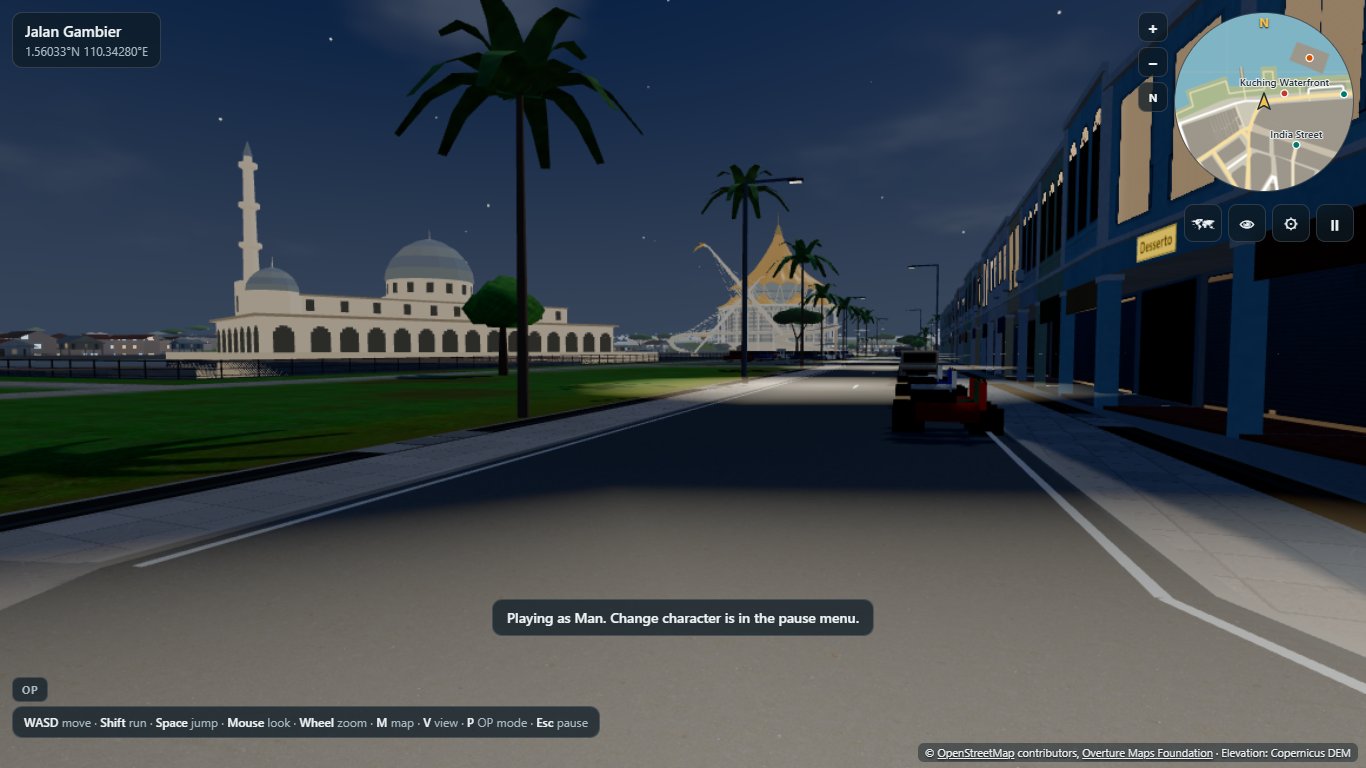 Jalan Gambier
1.56033°N 110.34280°E
+
−
N
N
Kuching Waterfront
India Street
Desserto
Playing as Man. Change character is in the pause menu.
OP
WASD move · Shift run · Space jump · Mouse look · Wheel zoom · M map · V view · P OP mode · Esc pause
© OpenStreetMap contributors, Overture Maps Foundation · Elevation: Copernicus DEM